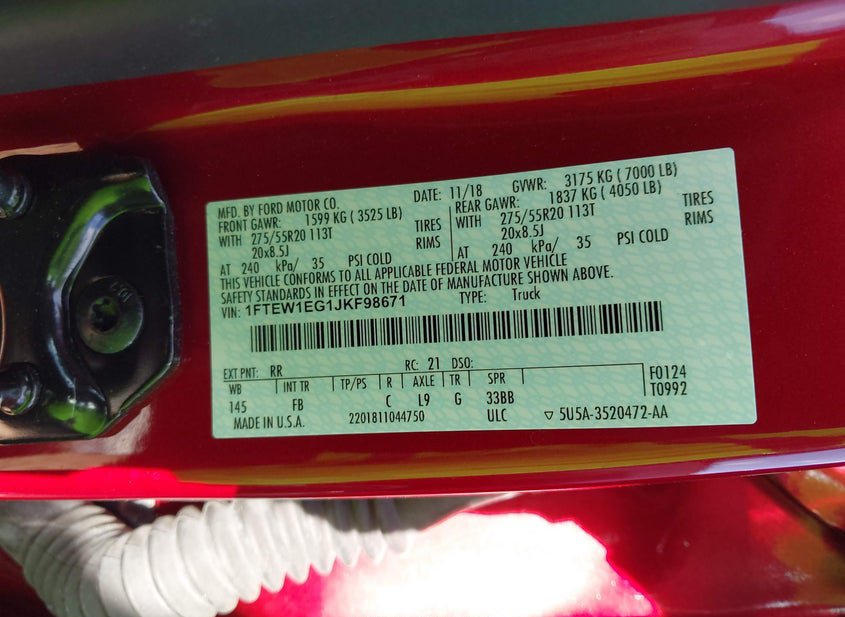 MFD. BY FORD MOTOR CO. DATE: 11/18 GVWR: 3175 KG ( 7000 LB)
FRONT GAWR: 1599 KG ( 3525 LB) REAR GAWR: 1837 KG ( 4050 LB)
WITH 275/55R20 113T TIRES WITH 275/55R20 113T TIRES
20x8.5J RIMS 20x8.5J RIMS
AT 240 kPa/ 35 PSI COLD AT 240 kPa/ 35 PSI COLD
THIS VEHICLE CONFORMS TO ALL APPLICABLE FEDERAL MOTOR VEHICLE
SAFETY STANDARDS IN EFFECT ON THE DATE OF MANUFACTURE SHOWN ABOVE.
VIN: 1FTEW1EG1JKF98671 TYPE: Truck
EXT PNT: RR RC: 21 DSO:
WB INT TR TP/PS R AXLE TR SPR F0124
145 FB C L9 G 33BB T0992
MADE IN U.S.A. 2201811044750 ULC ▽ 5U5A-3520472-AA